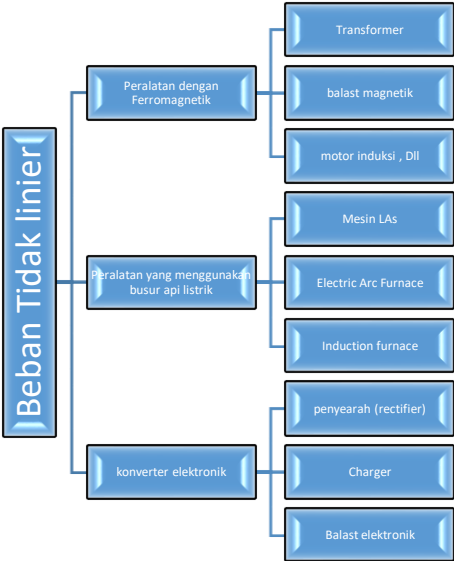 Beban Tidak linier
Peralatan dengan
Ferromagnetik
Transformer
balast magnetik
motor induksi , Dll
Peralatan yang menggunakan
busur api listrik
Mesin LAs
Electric Arc Furnace
Induction furnace
konverter elektronik
penyearah (rectifier)
Charger
Balast elektronik